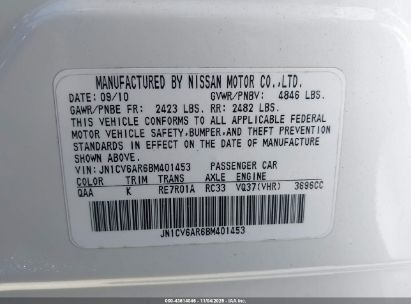 MANUFACTURED BY NISSAN MOTOR CO.,LTD.
DATE: 09/10 GVWR/PNBV: 4846 LBS.
GAWR/PNBE FR: 2423 LBS. RR: 2482 LBS.
THIS VEHICLE CONFORMS TO ALL APPLICABLE FEDERAL
MOTOR VEHICLE SAFETY,BUMPER,AND THEFT PREVENTION
STANDARDS IN EFFECT ON THE DATE OF MANUFACTURE
SHOWN ABOVE.
VIN: JN1CV6AR6BM401453 PASSENGER CAR
COLOR TRIM TRANS AXLE ENGINE
QAA K RE7R01A RC33 VQ37(VHR) 3696CC
JN1CV6AR6BM401453